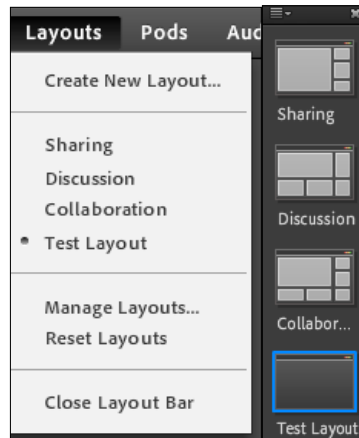 Layouts Pods Aud
Create New Layout...
Sharing
Discussion
Collaboration
Test Layout
Manage Layouts...
Reset Layouts
Close Layout Bar
Sharing
Discussion
Collabor...
Test Layout